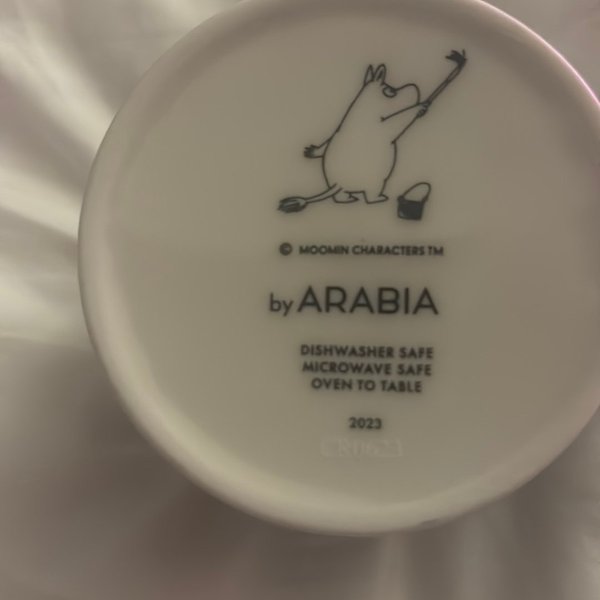 © MOOMIN CHARACTERS TM
by ARABIA
DISHWASHER SAFE
MICROWAVE SAFE
OVEN TO TABLE
2023